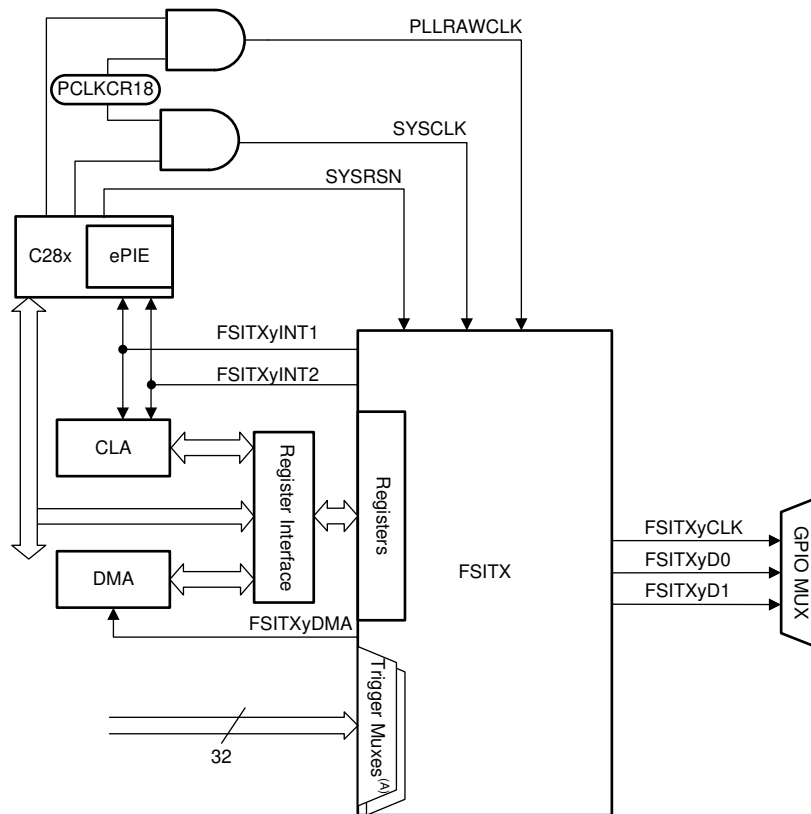 PLLRAWCLK
PCLKCR18
SYSCLK
SYSRSN
C28x
ePIE
FSITXyINT1
FSITXyINT2
CLA
Register Interface
Registers
FSITX
FSITXyCLK
FSITXyD0
FSITXyD1
GPIO MUX
DMA
FSITXyDMA
Trigger Muxes(A)
32